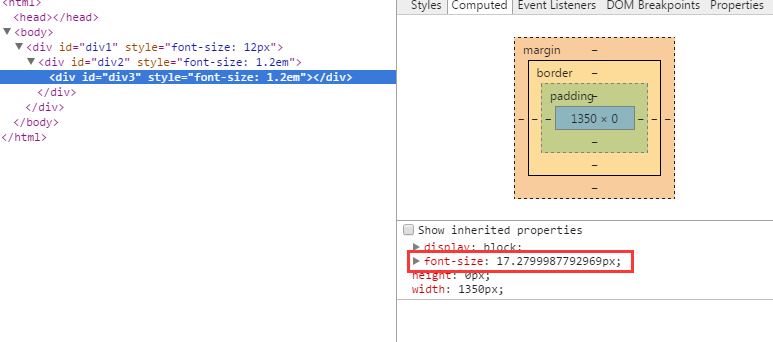 <html>
<head></head>
<body>
<div id="div1" style="font-size: 12px">
<div id="div2" style="font-size: 1.2em">
<div id="div3" style="font-size: 1.2em"></div>
</div>
</div>
</body>
</html>
Styles Computed Event Listeners DOM Breakpoints Properties
margin –
border –
padding–
– – – 1350 × 0 – – –
–
–
–
Show inherited properties
display: block;
font-size: 17.2799987792969px;
height: 0px;
width: 1350px;